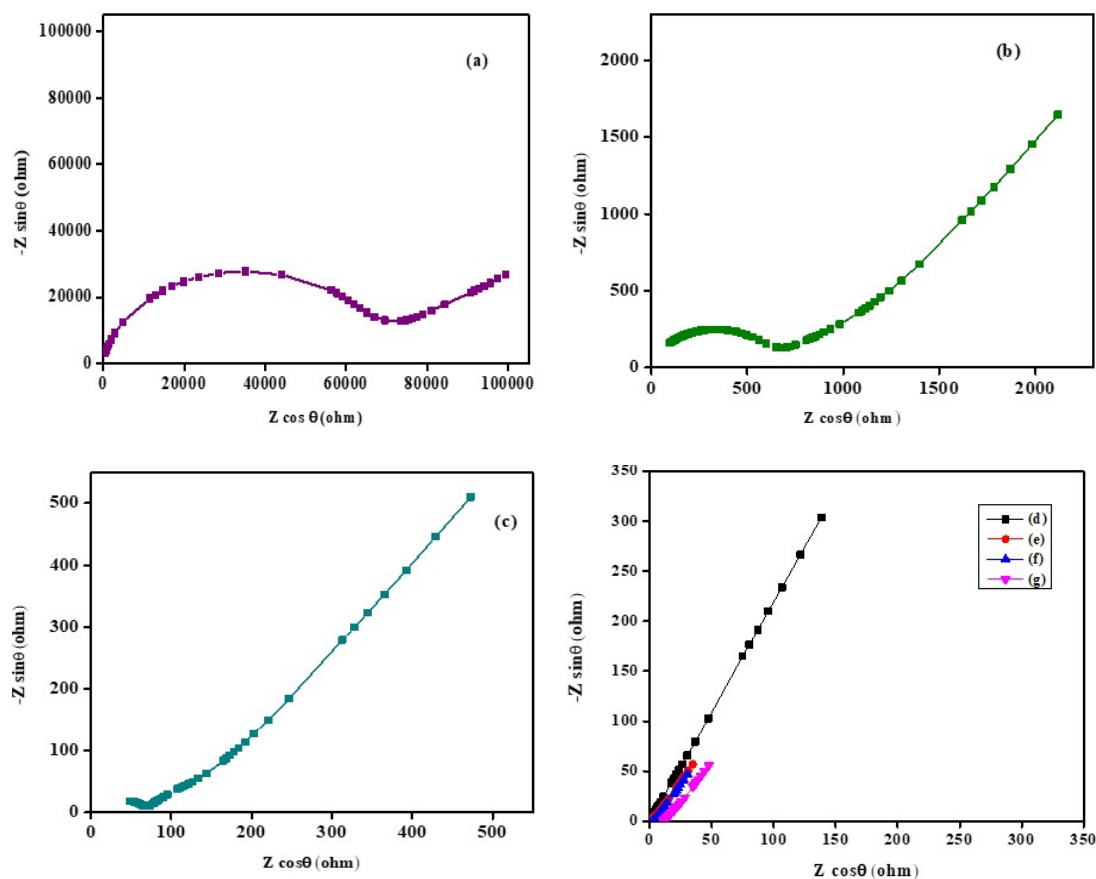 100000
80000
60000
40000
20000
0
-Z sinθ (ohm)
(a)
0 20000 40000 60000 80000 100000
Z cos θ (ohm)
2000
1500
1000
500
0
-Z sinθ (ohm)
(b)
0 500 1000 1500 2000
Z cosθ (ohm)
500
400
300
200
100
0
-Z sinθ (ohm)
(c)
0 100 200 300 400 500
Z cosθ (ohm)
350
300
250
200
150
100
50
0
-Z sinθ (ohm)
(d)
(e)
(f)
(g)
0 50 100 150 200 250 300 350
Z cosθ (ohm)